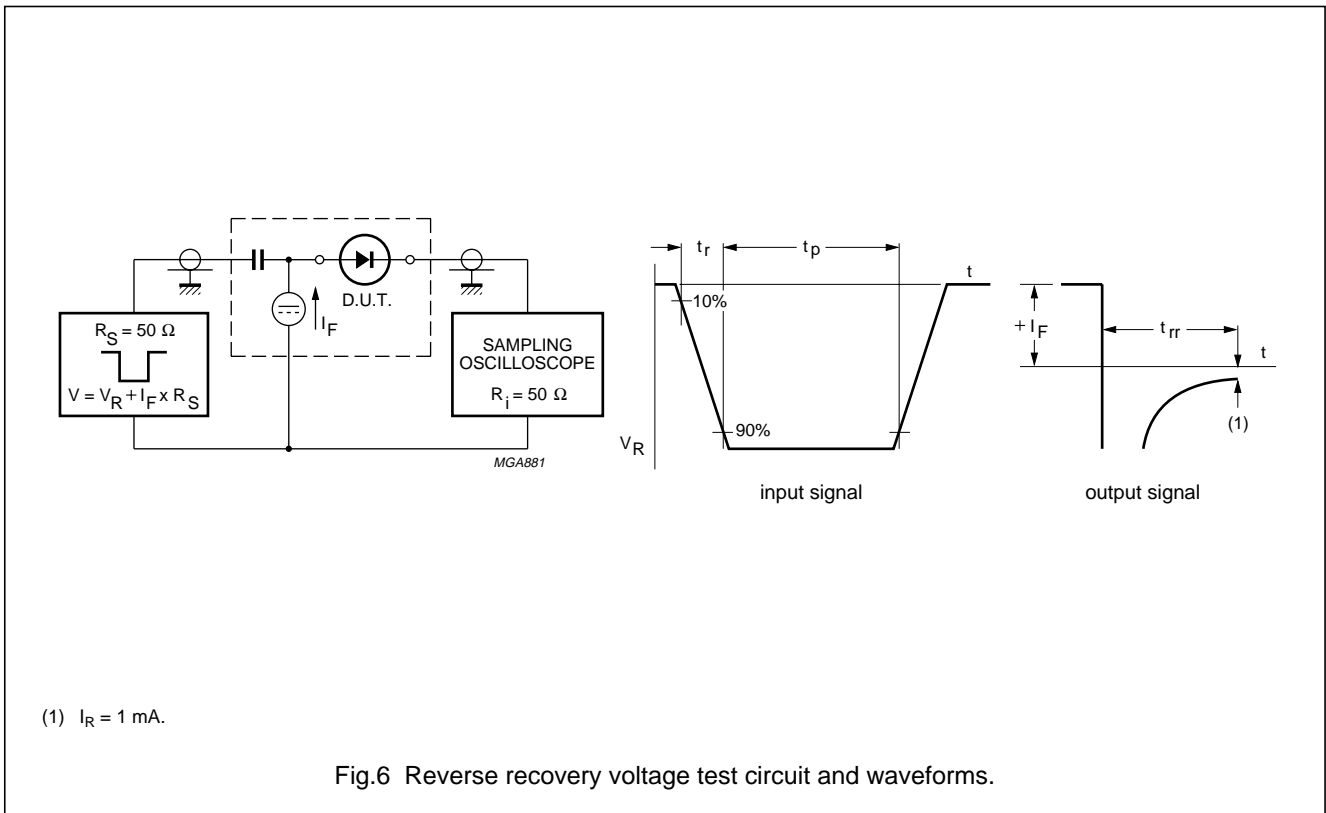 D.U.T.
I_F
R_S = 50 Ω
V = V_R + I_F x R_S
SAMPLING
OSCILLOSCOPE
R_i = 50 Ω
MGA881
t_r
t_p
t
10%
90%
V_R
input signal
+ I_F
t_rr
t
(1)
output signal
(1) I_R = 1 mA.
Fig.6 Reverse recovery voltage test circuit and waveforms.